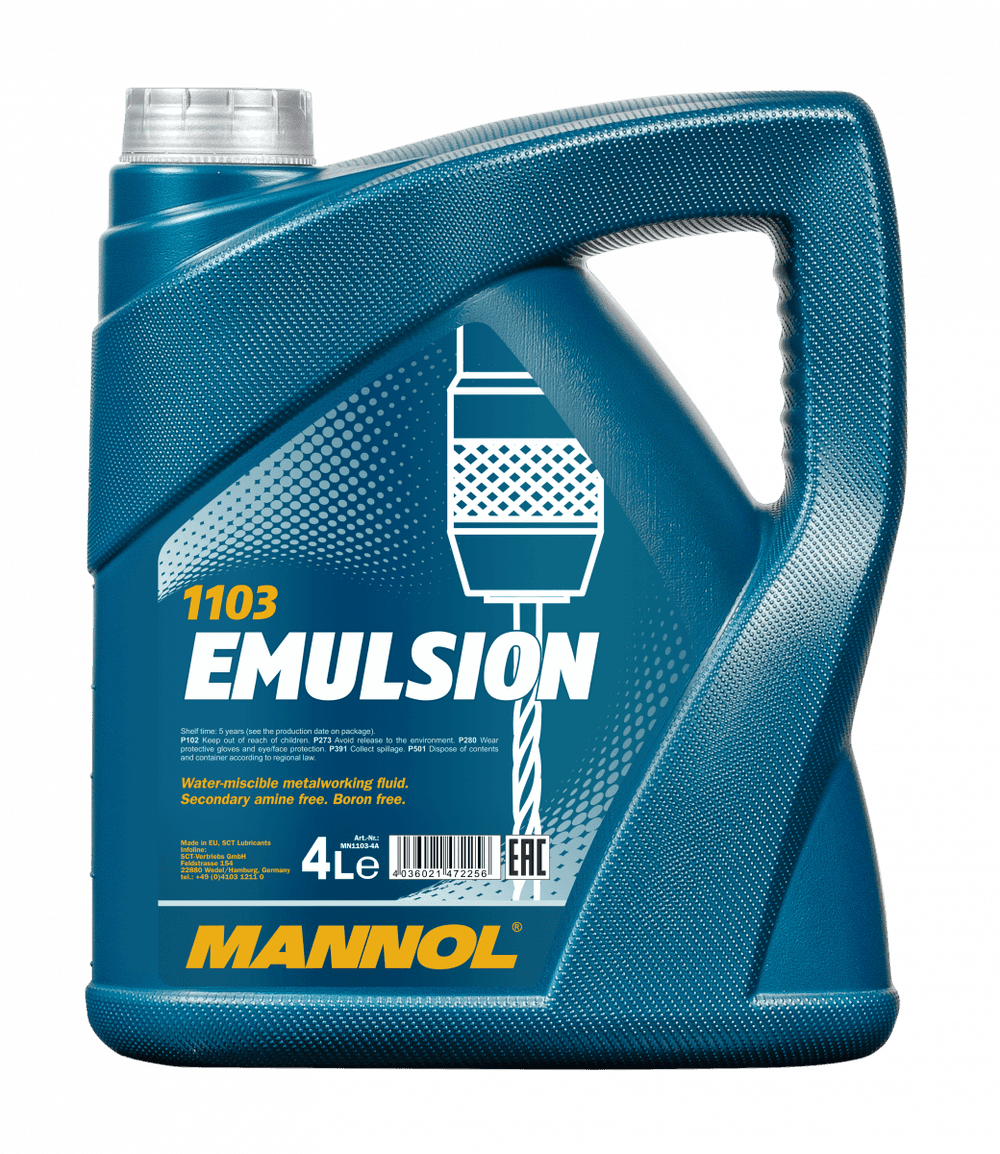 1103
EMULSION
Shelf time: 5 years (see the production date on package).
P102 Keep out of reach of children. P273 Avoid release to the environment. P280 Wear
protective gloves and eye/face protection. P391 Collect spillage. P501 Dispose of contents
and container according to regional law.
Water-miscible metalworking fluid.
Secondary amine free. Boron free.
Made in EU, SCT Lubricants
Infoline:
SCT-Vertriebs GmbH
Feldstrasse 154
22880 Wedel/Hamburg, Germany
tel.: +49 (0)4103 1211 0
4L℮
Art.-Nr.:
MN1103-4A
4 036021 472256
EAC
MANNOL®